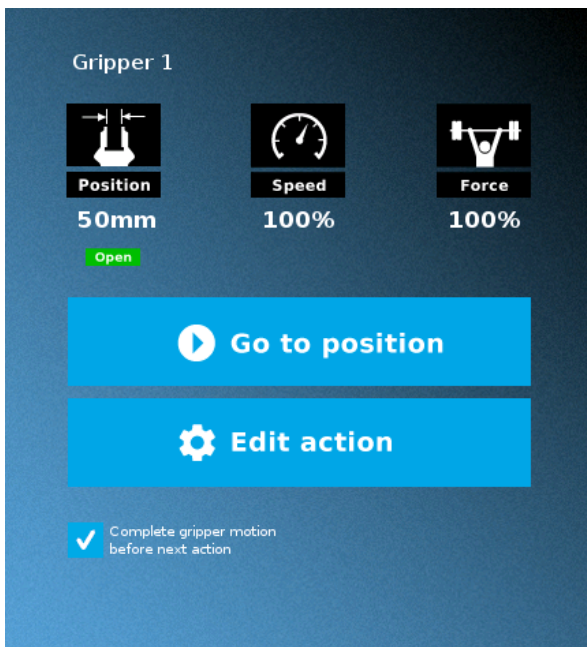 Gripper 1
Position
Speed
Force
50mm
100%
100%
Open
Go to position
Edit action
Complete gripper motion
before next action